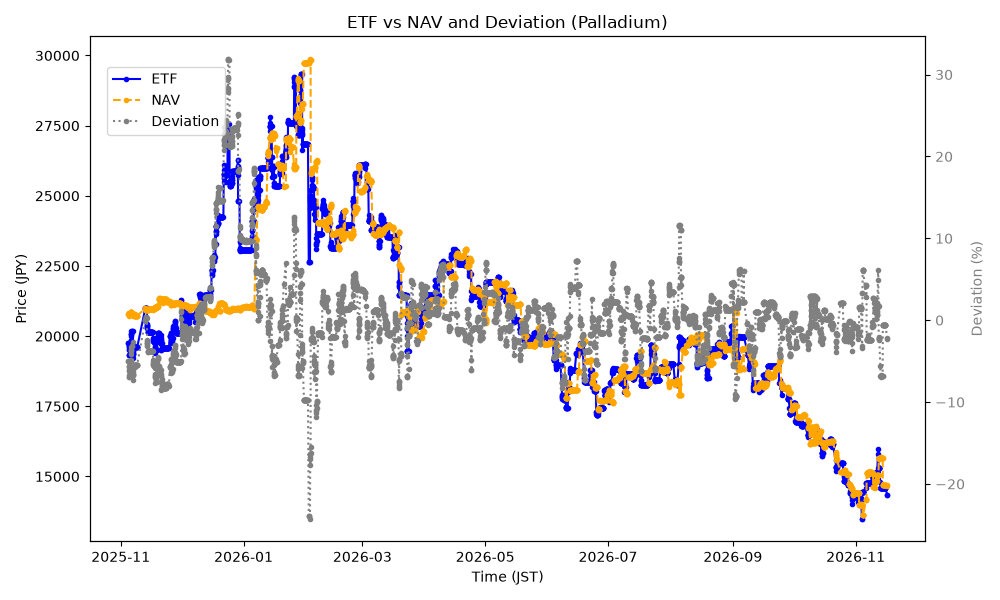 ETF vs NAV and Deviation (Palladium)
ETF
NAV
Deviation
Price (JPY)
30000
27500
25000
22500
20000
17500
15000
30
20
10
0
−10
−20
Deviation (%)
2025-11
2026-01
2026-03
2026-05
2026-07
2026-09
2026-11
Time (JST)